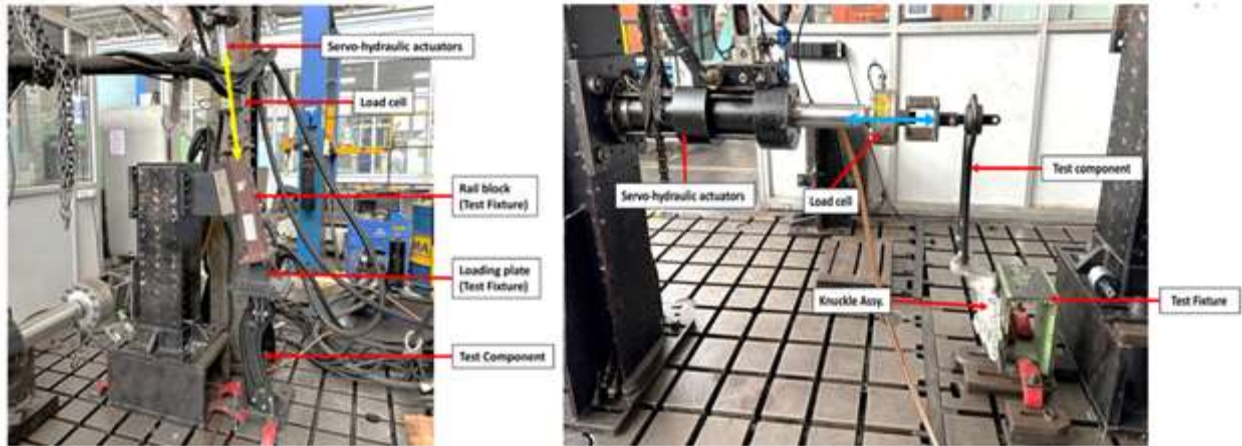 Servo-hydraulic actuators
Load cell
Rail block
(Test Fixture)
Loading plate
(Test Fixture)
Test Component
Servo-hydraulic actuators
Load cell
Test component
Knuckle Assy.
Test Fixture